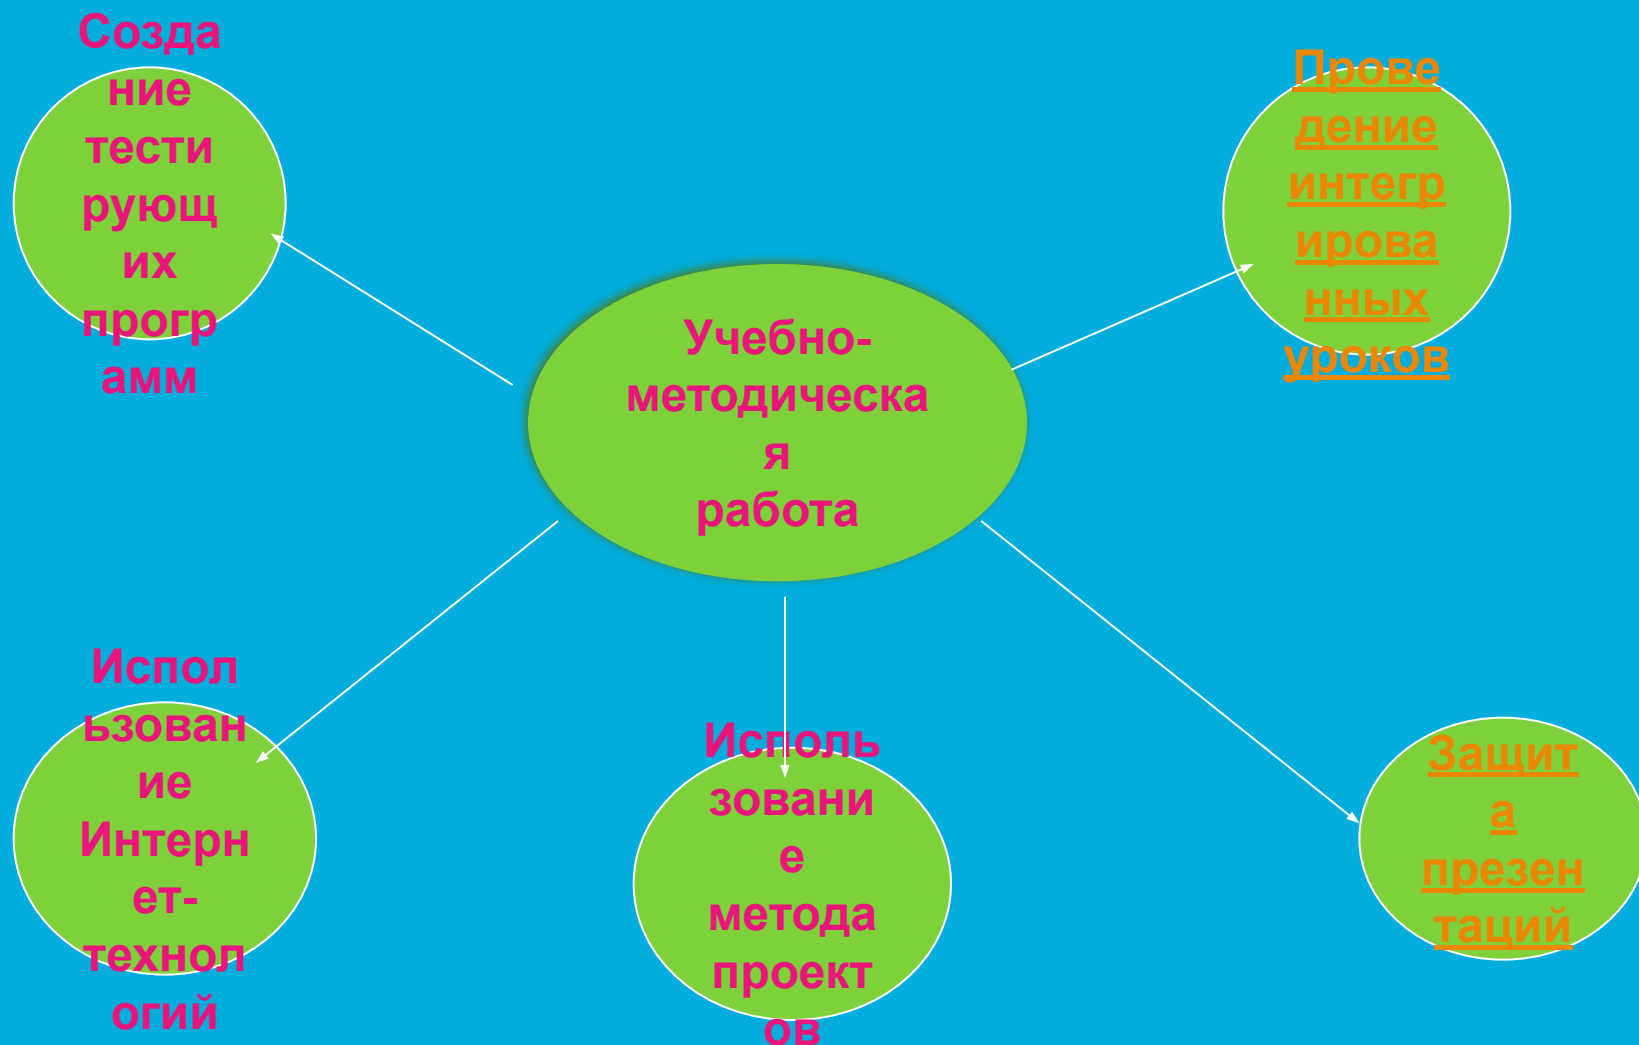 Созда
ние
тести
рующ
их
прогр
амм
Прове
дение
интегр
ирова
нных
уроков
Учебно-
методическа
я
работа
Испол
ьзован
ие
Интерн
ет-
технол
огий
Исполь
зовани
е
метода
проект
ов
Защит
а
презен
таций